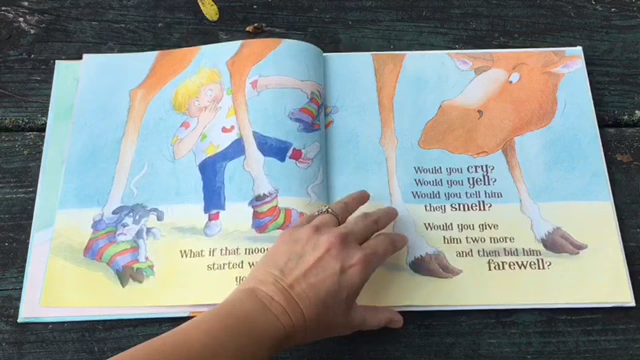 What if that moo
started w
yo
Would you cry?
Would you yell?
Would you tell him
they smell?
Would you give
him two more
and then bid him
farewell?